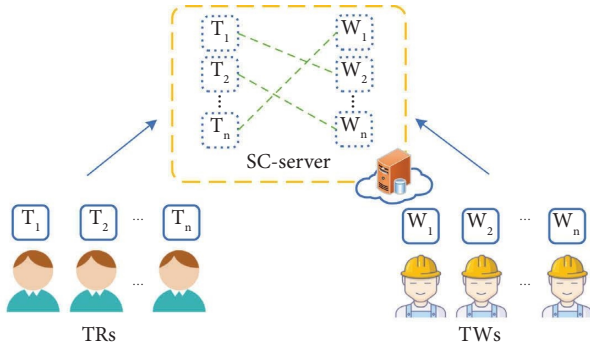 T₁ W₁
T₂ W₂
⋮ ⋮
Tₙ Wₙ
SC-server
T₁ T₂ ... Tₙ W₁ W₂ ... Wₙ
... ...
TRs TWs